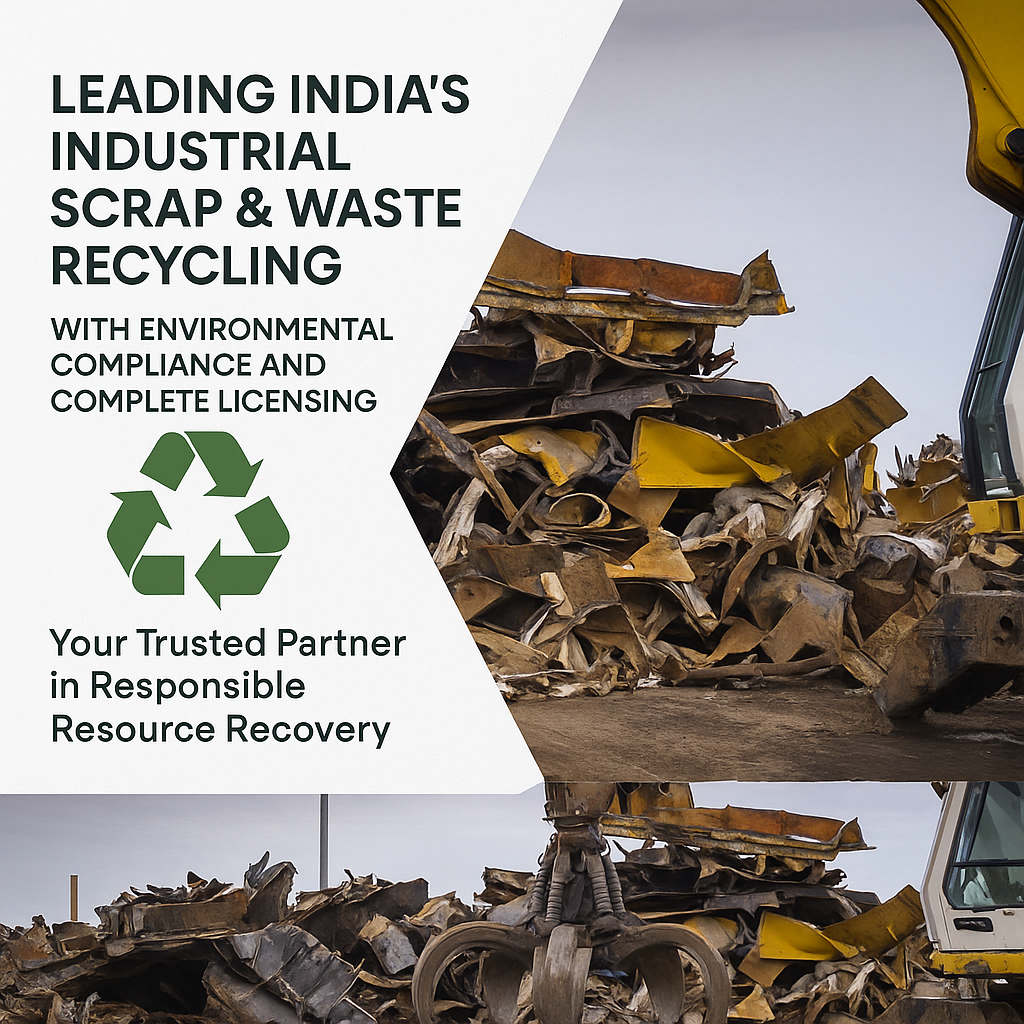 LEADING INDIA'S
INDUSTRIAL
SCRAP & WASTE
RECYCLING
WITH ENVIRONMENTAL
COMPLIANCE AND
COMPLETE LICENSING
Your Trusted Partner
in Responsible
Resource Recovery